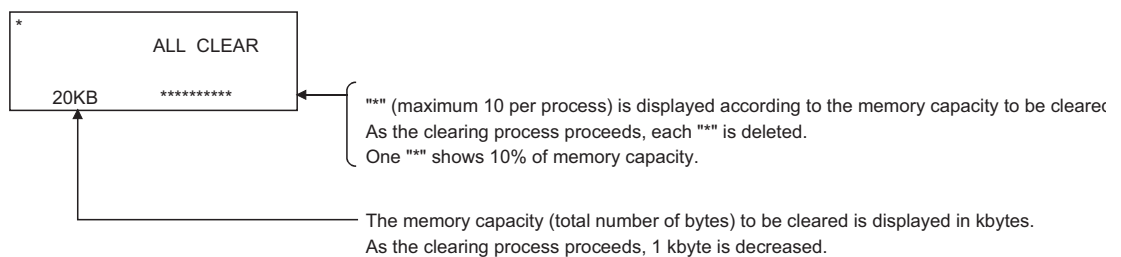 *
ALL CLEAR
20KB **********
"*" (maximum 10 per process) is displayed according to the memory capacity to be cleared
As the clearing process proceeds, each "*" is deleted.
One "*" shows 10% of memory capacity.
The memory capacity (total number of bytes) to be cleared is displayed in kbytes.
As the clearing process proceeds, 1 kbyte is decreased.